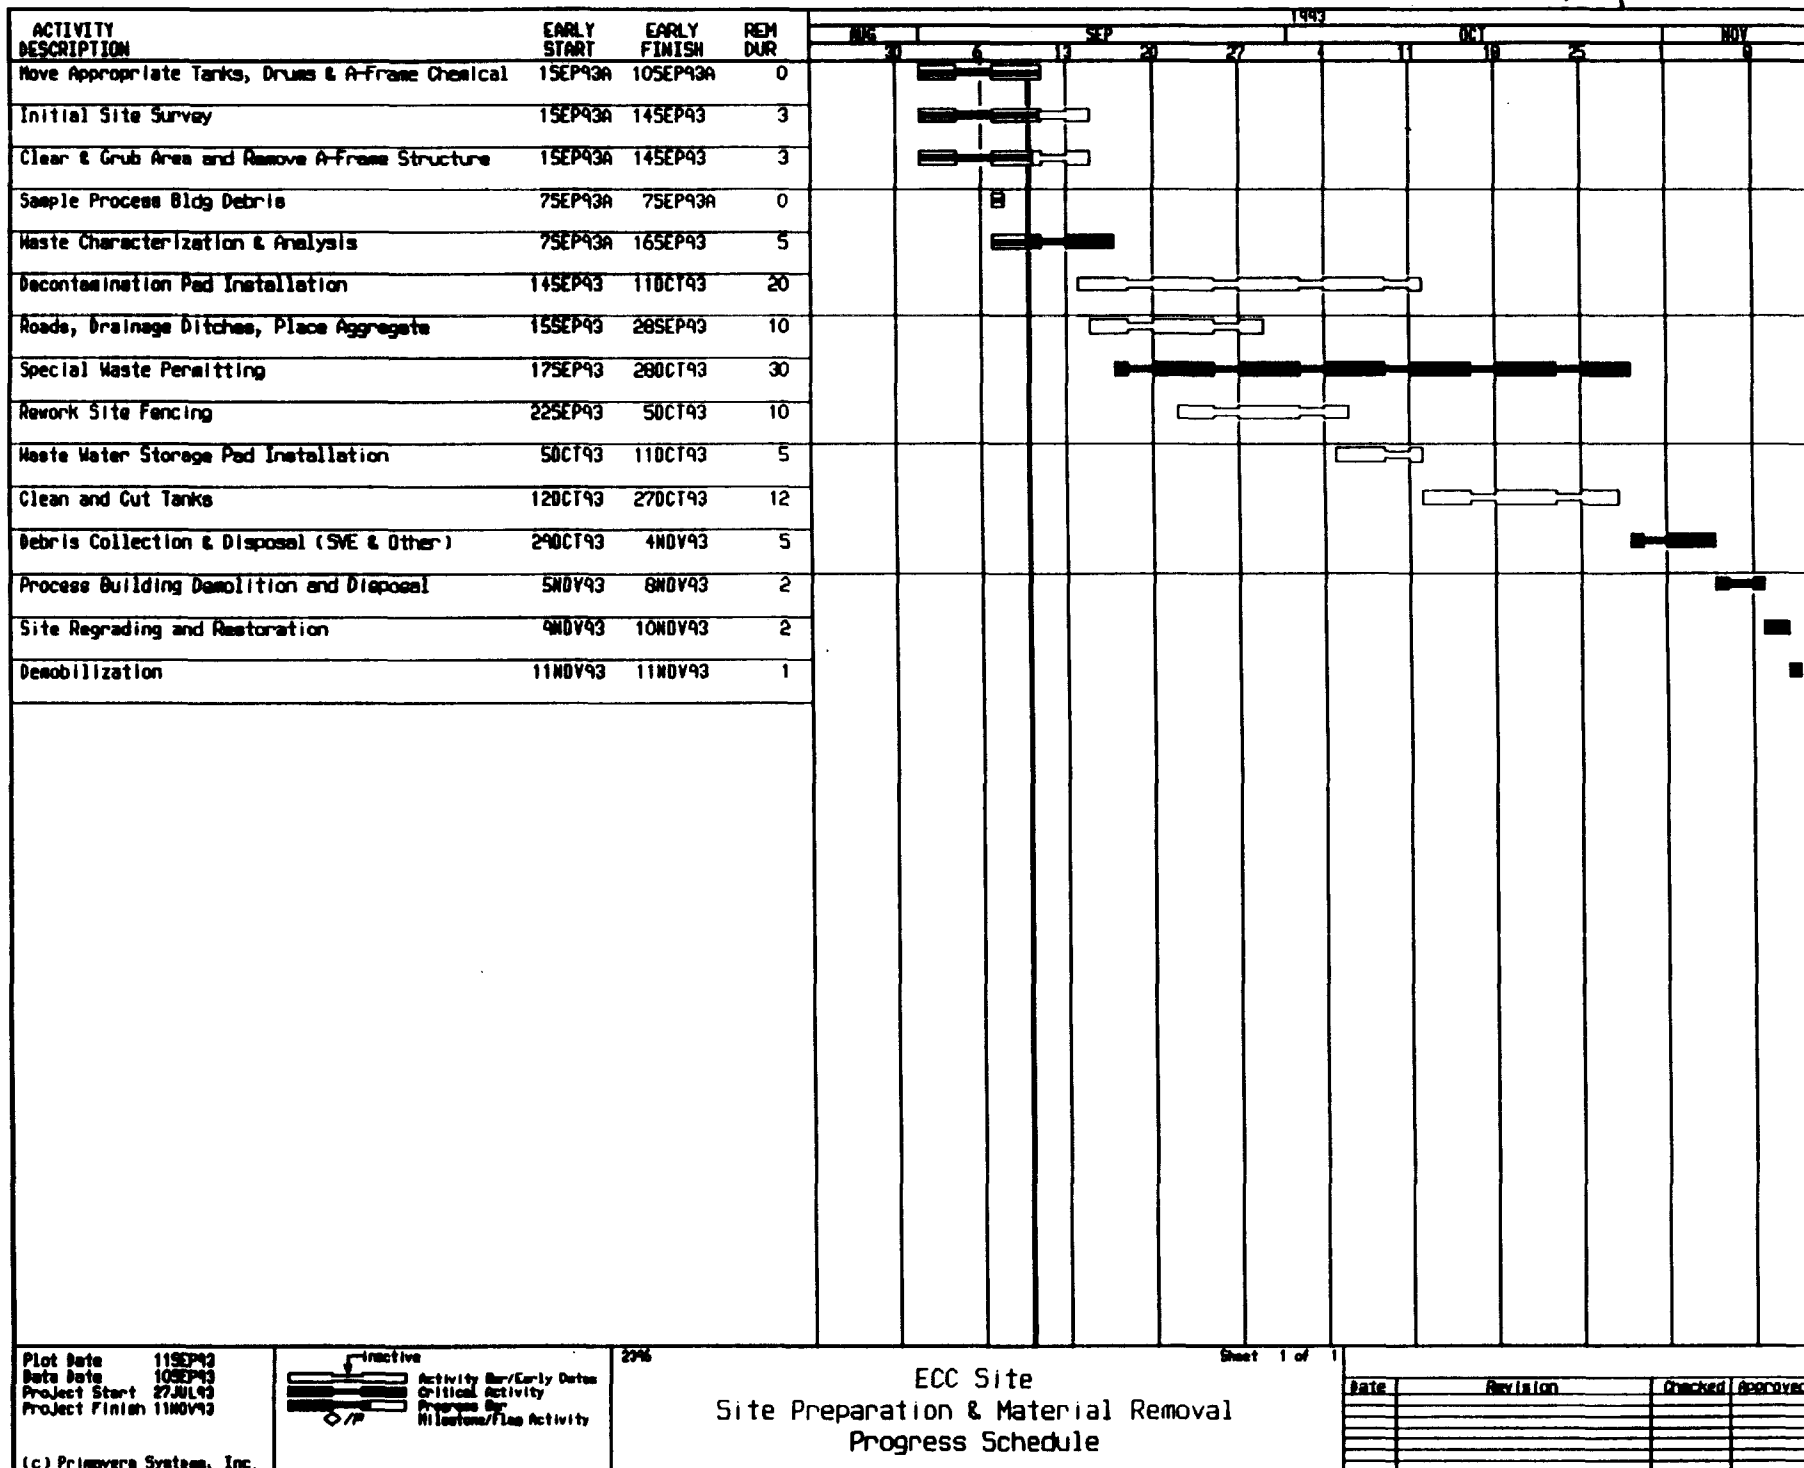 1993
ACTIVITY EARLY EARLY REM
DESCRIPTION START FINISH DUR
AUG SEP OCT NOV
30 6 13 20 27 4 11 18 25 8
Move Appropriate Tanks, Drums & A-Frame Chemical 1SEP93A 10SEP93A 0
Initial Site Survey 1SEP93A 14SEP93 3
Clear & Grub Area and Remove A-Frame Structure 1SEP93A 14SEP93 3
Sample Process Bldg Debris 7SEP93A 7SEP93A 0
Waste Characterization & Analysis 7SEP93A 16SEP93 5
Decontamination Pad Installation 14SEP93 11OCT93 20
Roads, Drainage Ditches, Place Aggregate 15SEP93 28SEP93 10
Special Waste Permitting 17SEP93 28OCT93 30
Rework Site Fencing 22SEP93 5OCT93 10
Waste Water Storage Pad Installation 5OCT93 11OCT93 5
Clean and Cut Tanks 12OCT93 27OCT93 12
Debris Collection & Disposal (SVE & Other) 29OCT93 4NOV93 5
Process Building Demolition and Disposal 5NOV93 8NOV93 2
Site Regrading and Restoration 9NOV93 10NOV93 2
Demobilization 11NOV93 11NOV93 1
Plot Date 11SEP93
Data Date 10SEP93
Project Start 27JUL93
Project Finish 11NOV93
(c) Primavera Systems, Inc.
Inactive
Activity Bar/Early Dates
Critical Activity
Progress Bar
Milestone/Flag Activity
2396
Sheet 1 of 1
ECC Site
Site Preparation & Material Removal
Progress Schedule
Date Revision Checked Approved